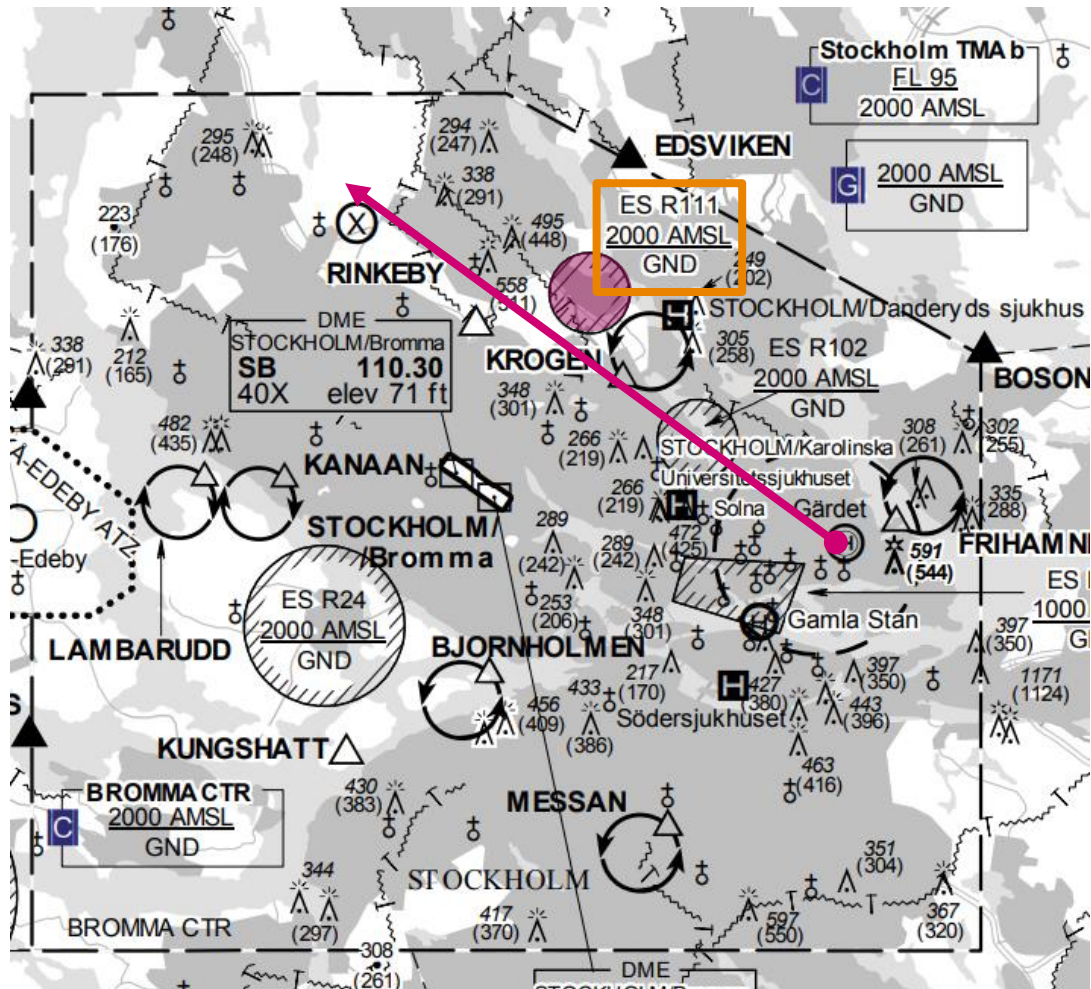 Stockholm TMA b
C
FL 95
2000 AMSL
G
2000 AMSL
GND
EDSVIKEN
295
(248)
294
(247)
338
(291)
ES R111
2000 AMSL
GND
223
(176)
495
(448)
X
RINKEBY
249
(202)
558
H
STOCKHOLM/Danderyds sjukhus
DME
STOCKHOLM/Bromma
SB 110.30
40X elev 71 ft
338
(291)
212
(165)
KROGEN
305
(258)
ES R102
2000 AMSL
GND
BOSON
348
(301)
482
(435)
266
(219)
STOCKHOLM/Karolinska
Universitetssjukhuset
Solna
308
(261)
302
(255)
Å-EDEBY ATZ
KANAAN
266
(219)
H
Gärdet
335
(288)
STOCKHOLM/
/Bromma
289
(242)
289
(242)
472
(425)
H
591
(544)
FRIHAMN
-Edeby
ES R24
2000 AMSL
GND
253
(206)
348
(301)
H
Gamla Stan
ES
1000
397
(350)
LAMBARUDD
BJORNHOLMEN
217
(170)
397
(350)
1171
(1124)
S
456
(409)
433
(386)
H
Södersjukhuset
427
(380)
443
(396)
KUNGSHATT
463
(416)
BROMMA CTR
C
2000 AMSL
GND
430
(383)
MESSAN
344
(297)
STOCKHOLM
351
(304)
BROMMA CTR
417
(370)
597
(550)
367
(320)
308
(261)
DME